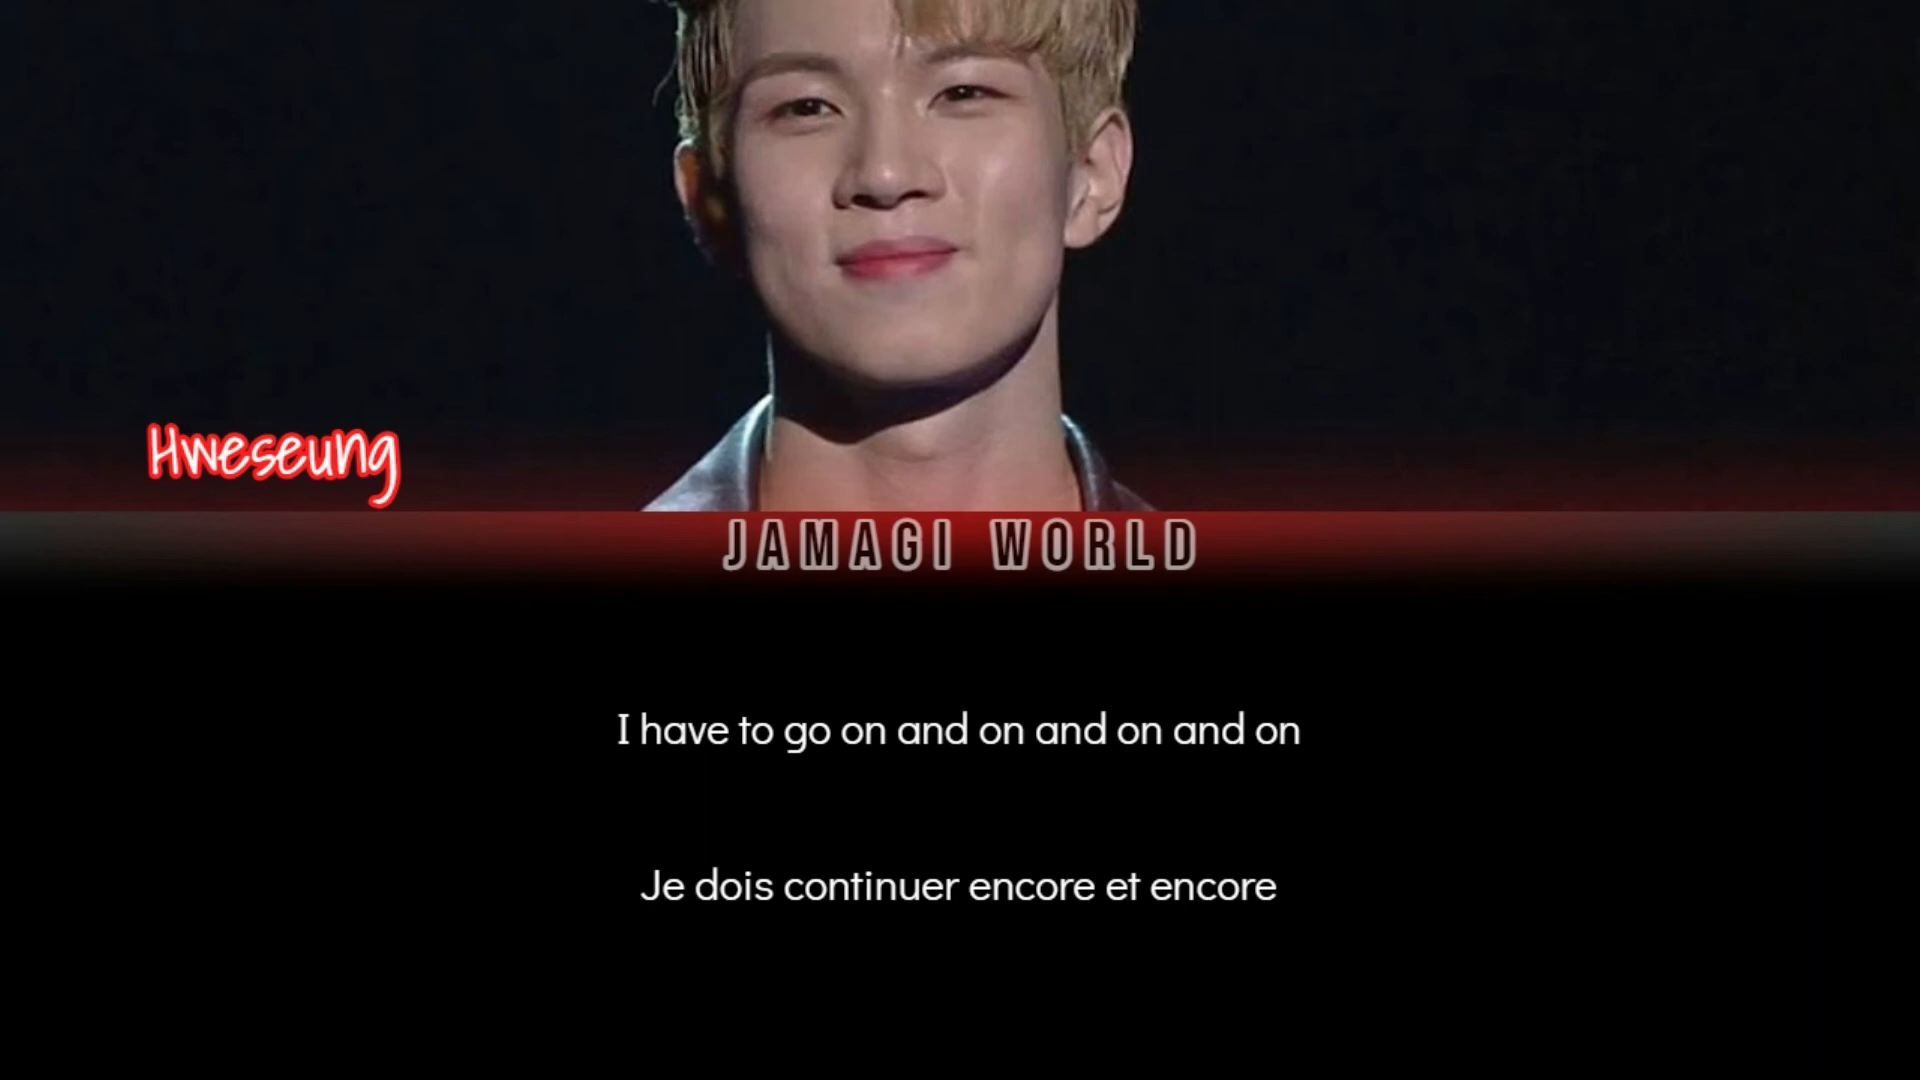 Hweseung
JAMAGI WORLD
I have to go on and on and on and on
Je dois continuer encore et encore